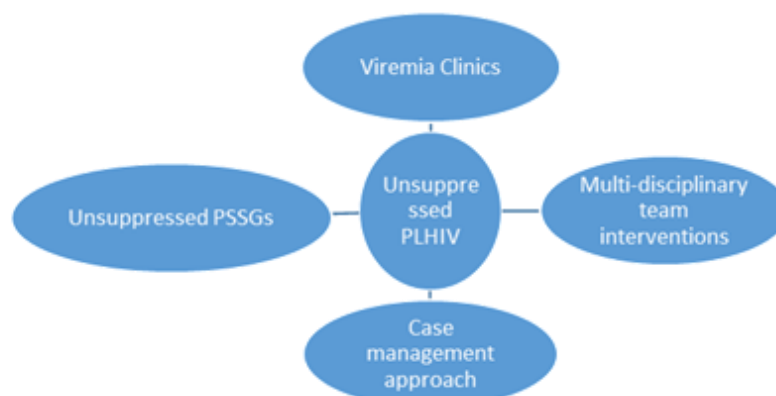 Viremia Clinics
Unsuppressed PSSGs
Unsuppre
ssed
PLHIV
Multi-disciplinary
team
interventions
Case
management
approach